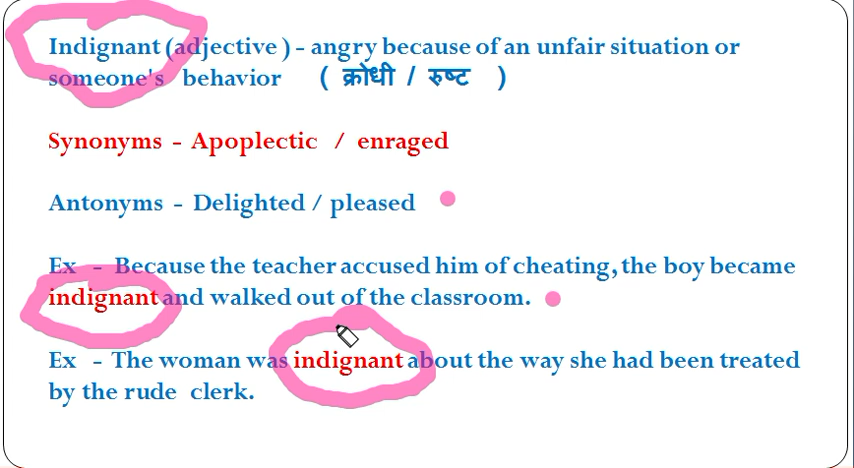 Indignant (adjective ) - angry because of an unfair situation or
someone's behavior ( क्रोधी / रुष्ट )
Synonyms - Apoplectic / enraged
Antonyms - Delighted / pleased
Ex - Because the teacher accused him of cheating, the boy became
indignant and walked out of the classroom.
Ex - The woman was indignant about the way she had been treated
by the rude clerk.